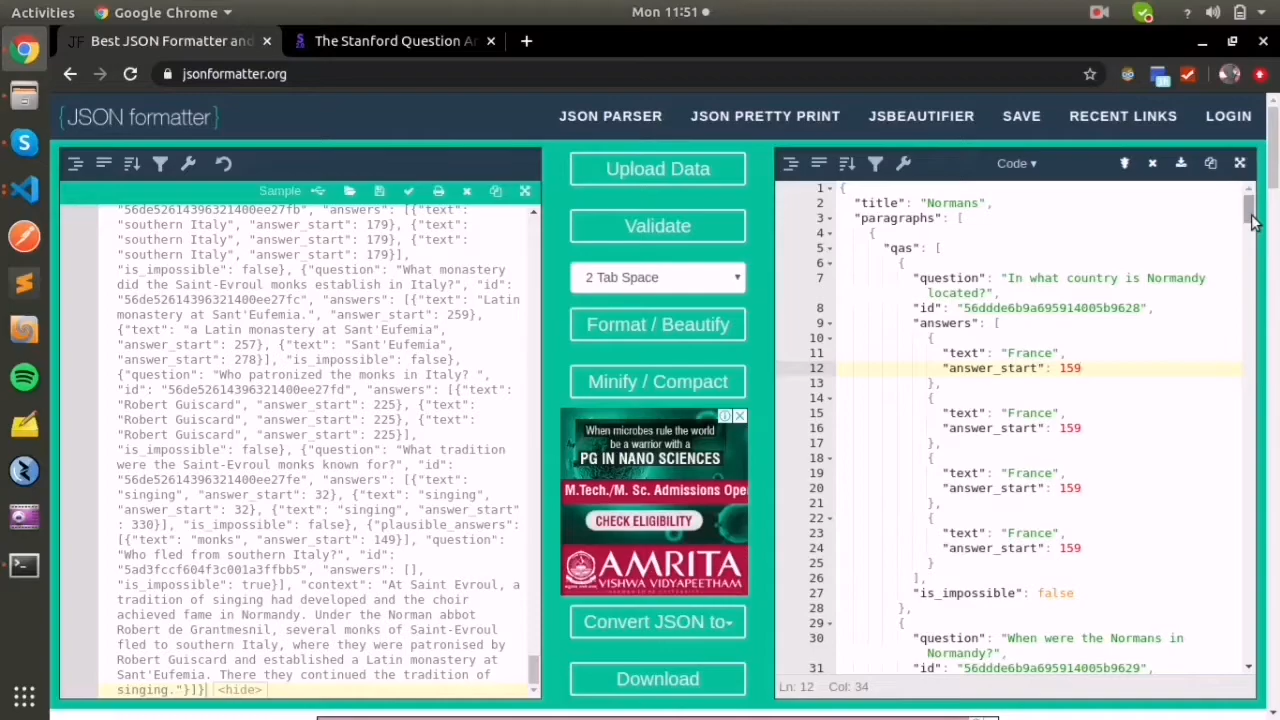 Activities
Google Chrome
Mon 11:51
Best JSON Formatter and
The Stanford Question A
jsonformatter.org
{JSON formatter}
JSON PARSER
JSON PRETTY PRINT
JSBEAUTIFIER
SAVE
RECENT LINKS
LOGIN
Sample
"56de52614396321400ee27fb", "answers": [{"text":
"southern Italy", "answer_start": 179}, {"text":
"southern Italy", "answer_start": 179}, {"text":
"southern Italy", "answer_start": 179}],
"is_impossible": false}, {"question": "What monastery
did the Saint-Evroul monks establish in Italy?", "id":
"56de52614396321400ee27fc", "answers": [{"text": "Latin
monastery at Sant'Eufemia.", "answer_start": 259},
{"text": "a Latin monastery at Sant'Eufemia",
"answer_start": 257}, {"text": "Sant'Eufemia",
"answer_start": 278}], "is_impossible": false},
{"question": "Who patronized the monks in Italy? ",
"id": "56de52614396321400ee27fd", "answers": [{"text":
"Robert Guiscard", "answer_start": 225}, {"text":
"Robert Guiscard", "answer_start": 225}, {"text":
"Robert Guiscard", "answer_start": 225}],
"is_impossible": false}, {"question": "What tradition
were the Saint-Evroul monks known for?", "id":
"56de52614396321400ee27fe", "answers": [{"text":
"singing", "answer_start": 32}, {"text": "singing",
"answer_start": 32}, {"text": "singing", "answer_start"
: 330}], "is_impossible": false}, {"plausible_answers":
[{"text": "monks", "answer_start": 149}], "question":
"Who fled from southern Italy?", "id":
"5ad3fccf604f3c001a3ffbb5", "answers": [],
"is_impossible": true}], "context": "At Saint Evroul, a
tradition of singing had developed and the choir
achieved fame in Normandy. Under the Norman abbot
Robert de Grantmesnil, several monks of Saint-Evroul
fled to southern Italy, where they were patronised by
Robert Guiscard and established a Latin monastery at
Sant'Eufemia. There they continued the tradition of
singing."}]} <hide>
Upload Data
Validate
2 Tab Space
Format / Beautify
Minify / Compact
When microbes rule the world
be a warrior with a
PG IN NANO SCIENCES
M.Tech./M. Sc. Admissions Ope
CHECK ELIGIBILITY
AMRITA
VISHWA VIDYAPEETHAM
Convert JSON to
Download
Code
1 {
2 "title": "Normans",
3 "paragraphs": [
4 {
5 "qas": [
6 {
7 "question": "In what country is Normandy
located?",
8 "id": "56ddde6b9a695914005b9628",
9 "answers": [
10 {
11 "text": "France",
12 "answer_start": 159
13 },
14 {
15 "text": "France",
16 "answer_start": 159
17 },
18 {
19 "text": "France",
20 "answer_start": 159
21 },
22 {
23 "text": "France",
24 "answer_start": 159
25 }
26 ],
27 "is_impossible": false
28 },
29 {
30 "question": "When were the Normans in
Normandy?",
31 "id": "56ddde6b9a695914005b9629",
Ln: 12 Col: 34